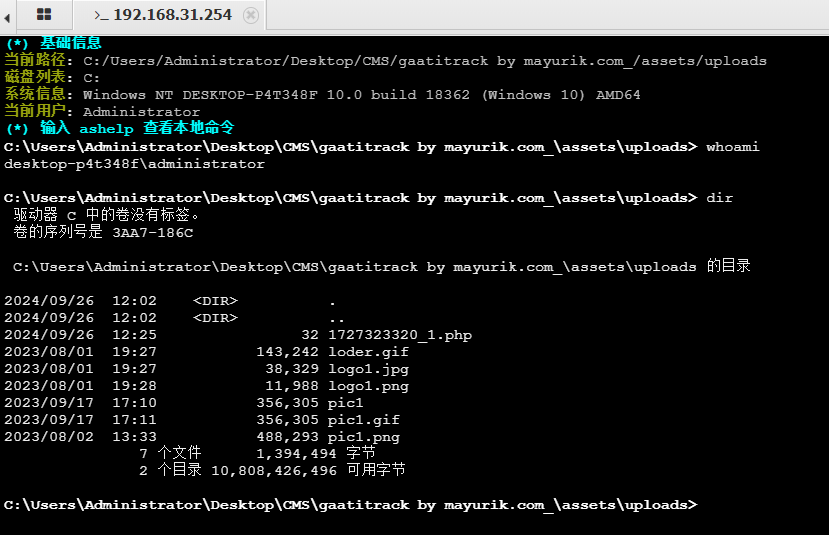 >_ 192.168.31.254
(*) 基础信息
当前路径: C:/Users/Administrator/Desktop/CMS/gaatitrack by mayurik.com_/assets/uploads
磁盘列表: C:
系统信息: Windows NT DESKTOP-P4T348F 10.0 build 18362 (Windows 10) AMD64
当前用户: Administrator
(*) 输入 ashelp 查看本地命令
C:\Users\Administrator\Desktop\CMS\gaatitrack by mayurik.com_\assets\uploads> whoami
desktop-p4t348f\administrator
C:\Users\Administrator\Desktop\CMS\gaatitrack by mayurik.com_\assets\uploads> dir
驱动器 C 中的卷没有标签。
卷的序列号是 3AA7-186C
C:\Users\Administrator\Desktop\CMS\gaatitrack by mayurik.com_\assets\uploads 的目录
2024/09/26  12:02    <DIR>          .
2024/09/26  12:02    <DIR>          ..
2024/09/26  12:25                32 1727323320_1.php
2023/08/01  19:27           143,242 loder.gif
2023/08/01  19:27            38,329 logo1.jpg
2023/08/01  19:28            11,988 logo1.png
2023/09/17  17:10           356,305 pic1
2023/09/17  17:11           356,305 pic1.gif
2023/08/02  13:33           488,293 pic1.png
7 个文件      1,394,494 字节
2 个目录 10,808,426,496 可用字节
C:\Users\Administrator\Desktop\CMS\gaatitrack by mayurik.com_\assets\uploads>